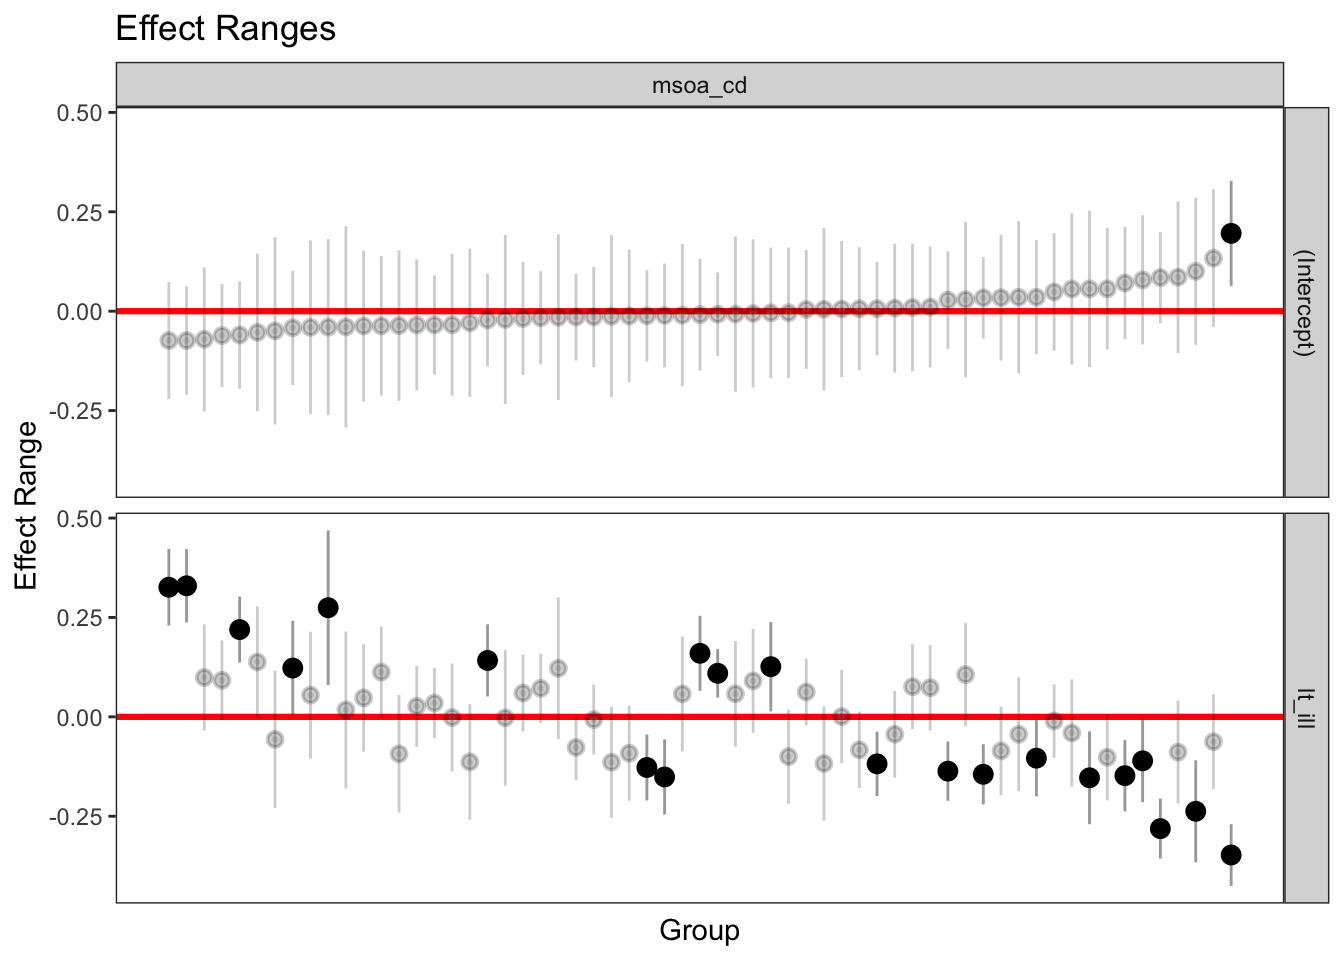 Effect Ranges
msoa_cd
0.50
0.25
0.00
-0.25
(Intercept)
Effect Range
0.50
0.25
0.00
-0.25
lt_ill
Group